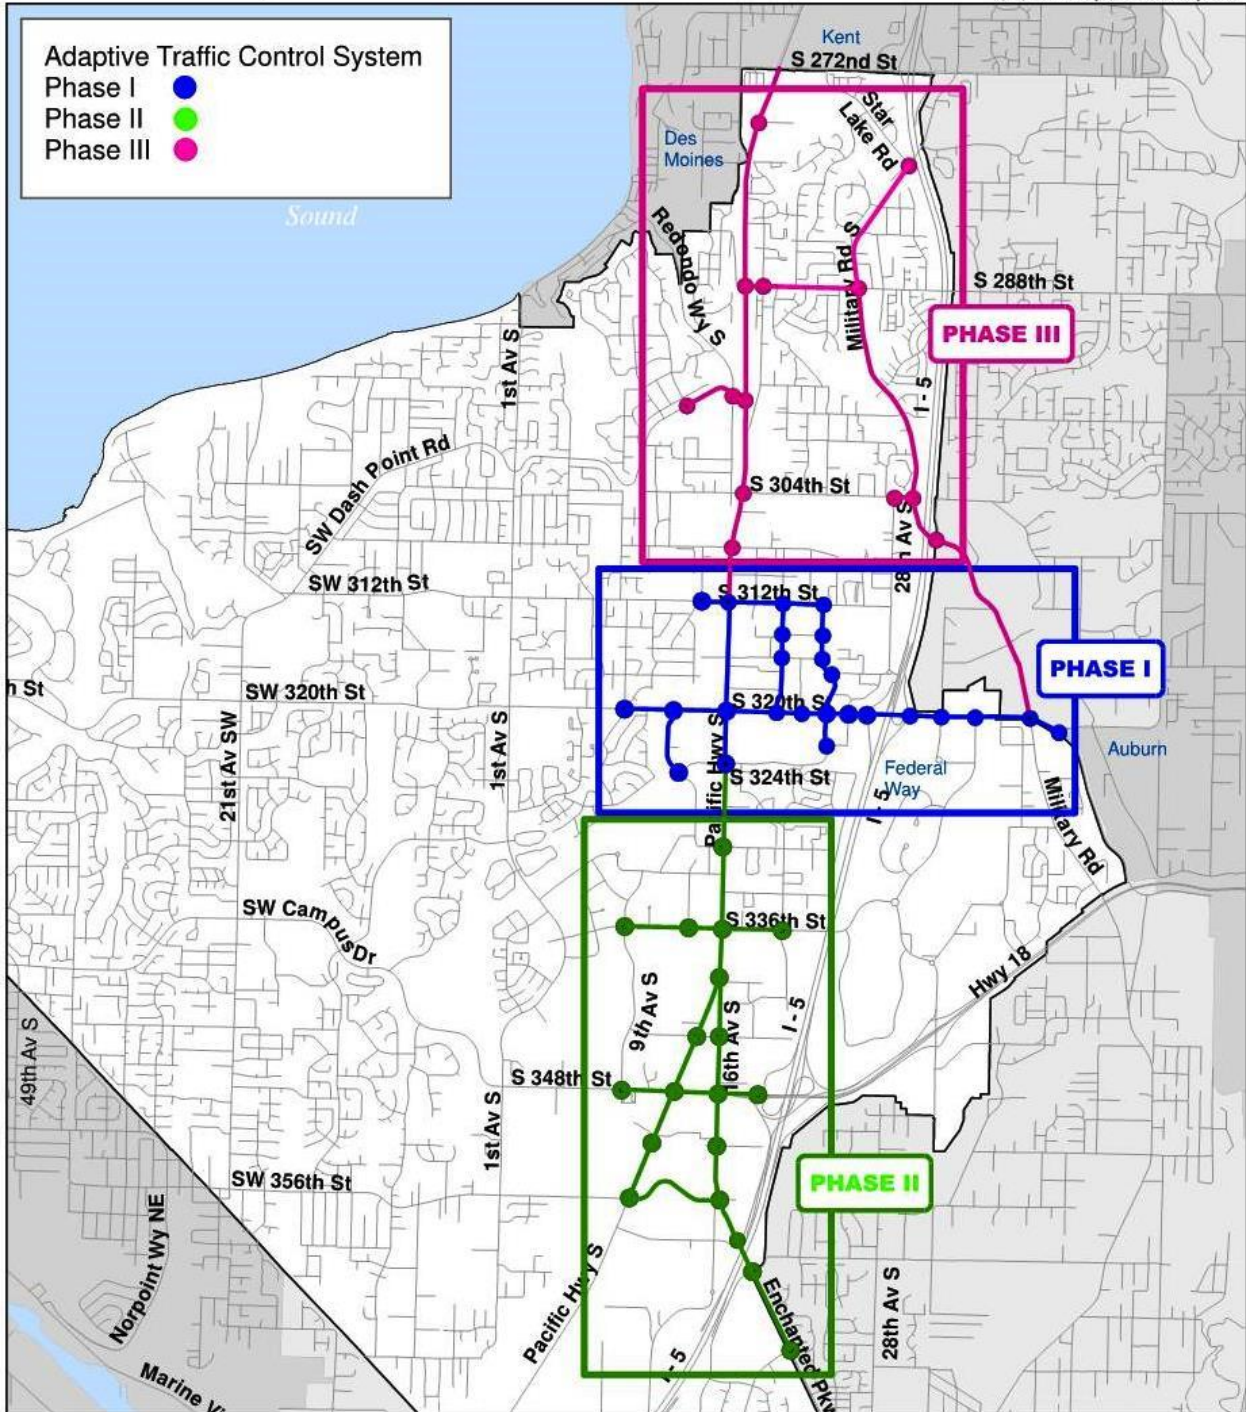 Adaptive Traffic Control System
Phase I
Phase II
Phase III
Sound
Kent
S 272nd St
Star
Lake Rd
Des
Moines
Redondo Wy S
Military Rd S
S 288th St
PHASE III
1st Av S
I - 5
SW Dash Point Rd
S 304th St
28th Av S
SW 312th St
S 312th St
PHASE I
h St
SW 320th St
S 320th S
21st Av SW
1st Av S
Pacific Hwy S
S 324th St
Federal
Way
Auburn
I - 5
Military Rd
SW Campus Dr
S 336th St
Hwy 18
9th Av S
16th Av S
I - 5
49th Av S
S 348th St
1st Av S
SW 356th St
PHASE II
Norpoint Wy NE
Pacific Hwy S
Enchanted Pkw
28th Av S
I - 5
Marine Vi